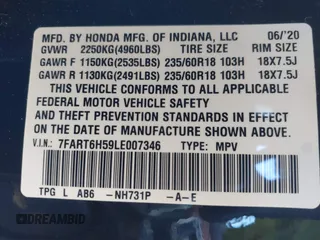 MFD. BY HONDA MFG. OF INDIANA, LLC 06/'20
GVWR 2250KG(4960LBS) TIRE SIZE RIM SIZE
GAWR F 1150KG(2535LBS) 235/60R18 103H 18X7.5J
GAWR R 1130KG(2491LBS) 235/60R18 103H 18X7.5J
THIS VEHICLE CONFORMS TO ALL APPLICABLE
FEDERAL MOTOR VEHICLE SAFETY
AND THEFT PREVENTION STANDARDS IN EFFECT ON
THE DATE OF MANUFACTURE SHOWN ABOVE.
V.I.N.: 7FART6H59LE007346 TYPE: MPV
TPG L AB6 -NH731P -A-E
DREAMBID